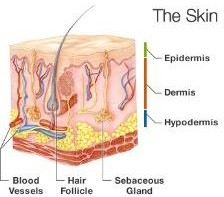 The Skin
Epidermis
Dermis
Hypodermis
Blood
Vessels
Hair
Follicle
Sebaceous
Gland